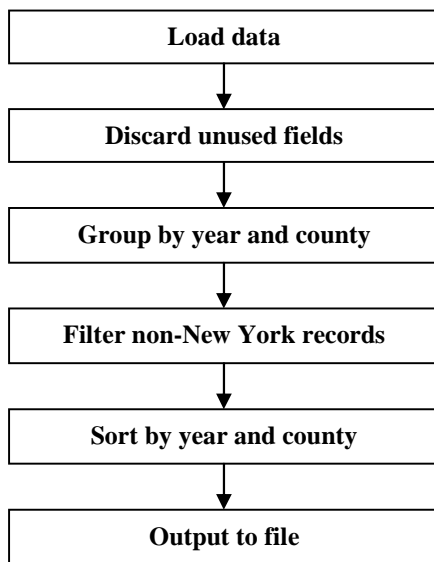 Load data
Discard unused fields
Group by year and county
Filter non-New York records
Sort by year and county
Output to file